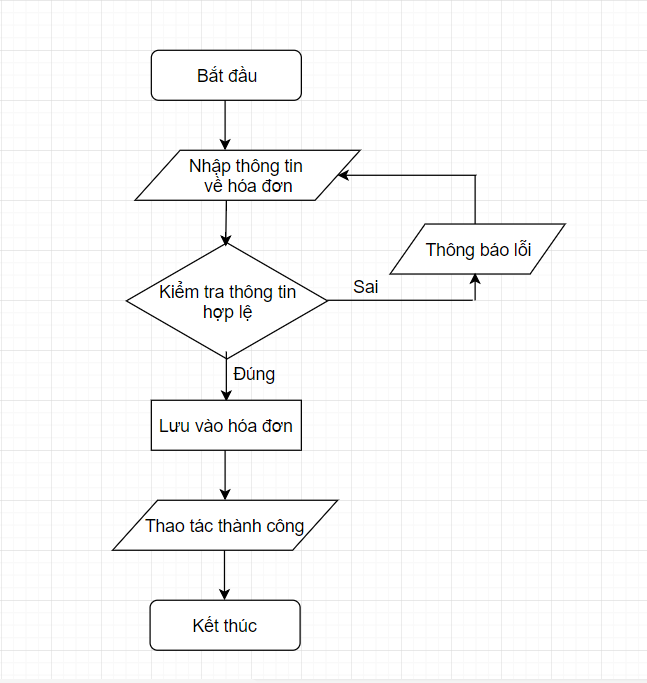 Bắt đầu
Nhập thông tin
về hóa đơn
Thông báo lỗi
Kiểm tra thông tin
hợp lệ
Sai
Đúng
Lưu vào hóa đơn
Thao tác thành công
Kết thúc